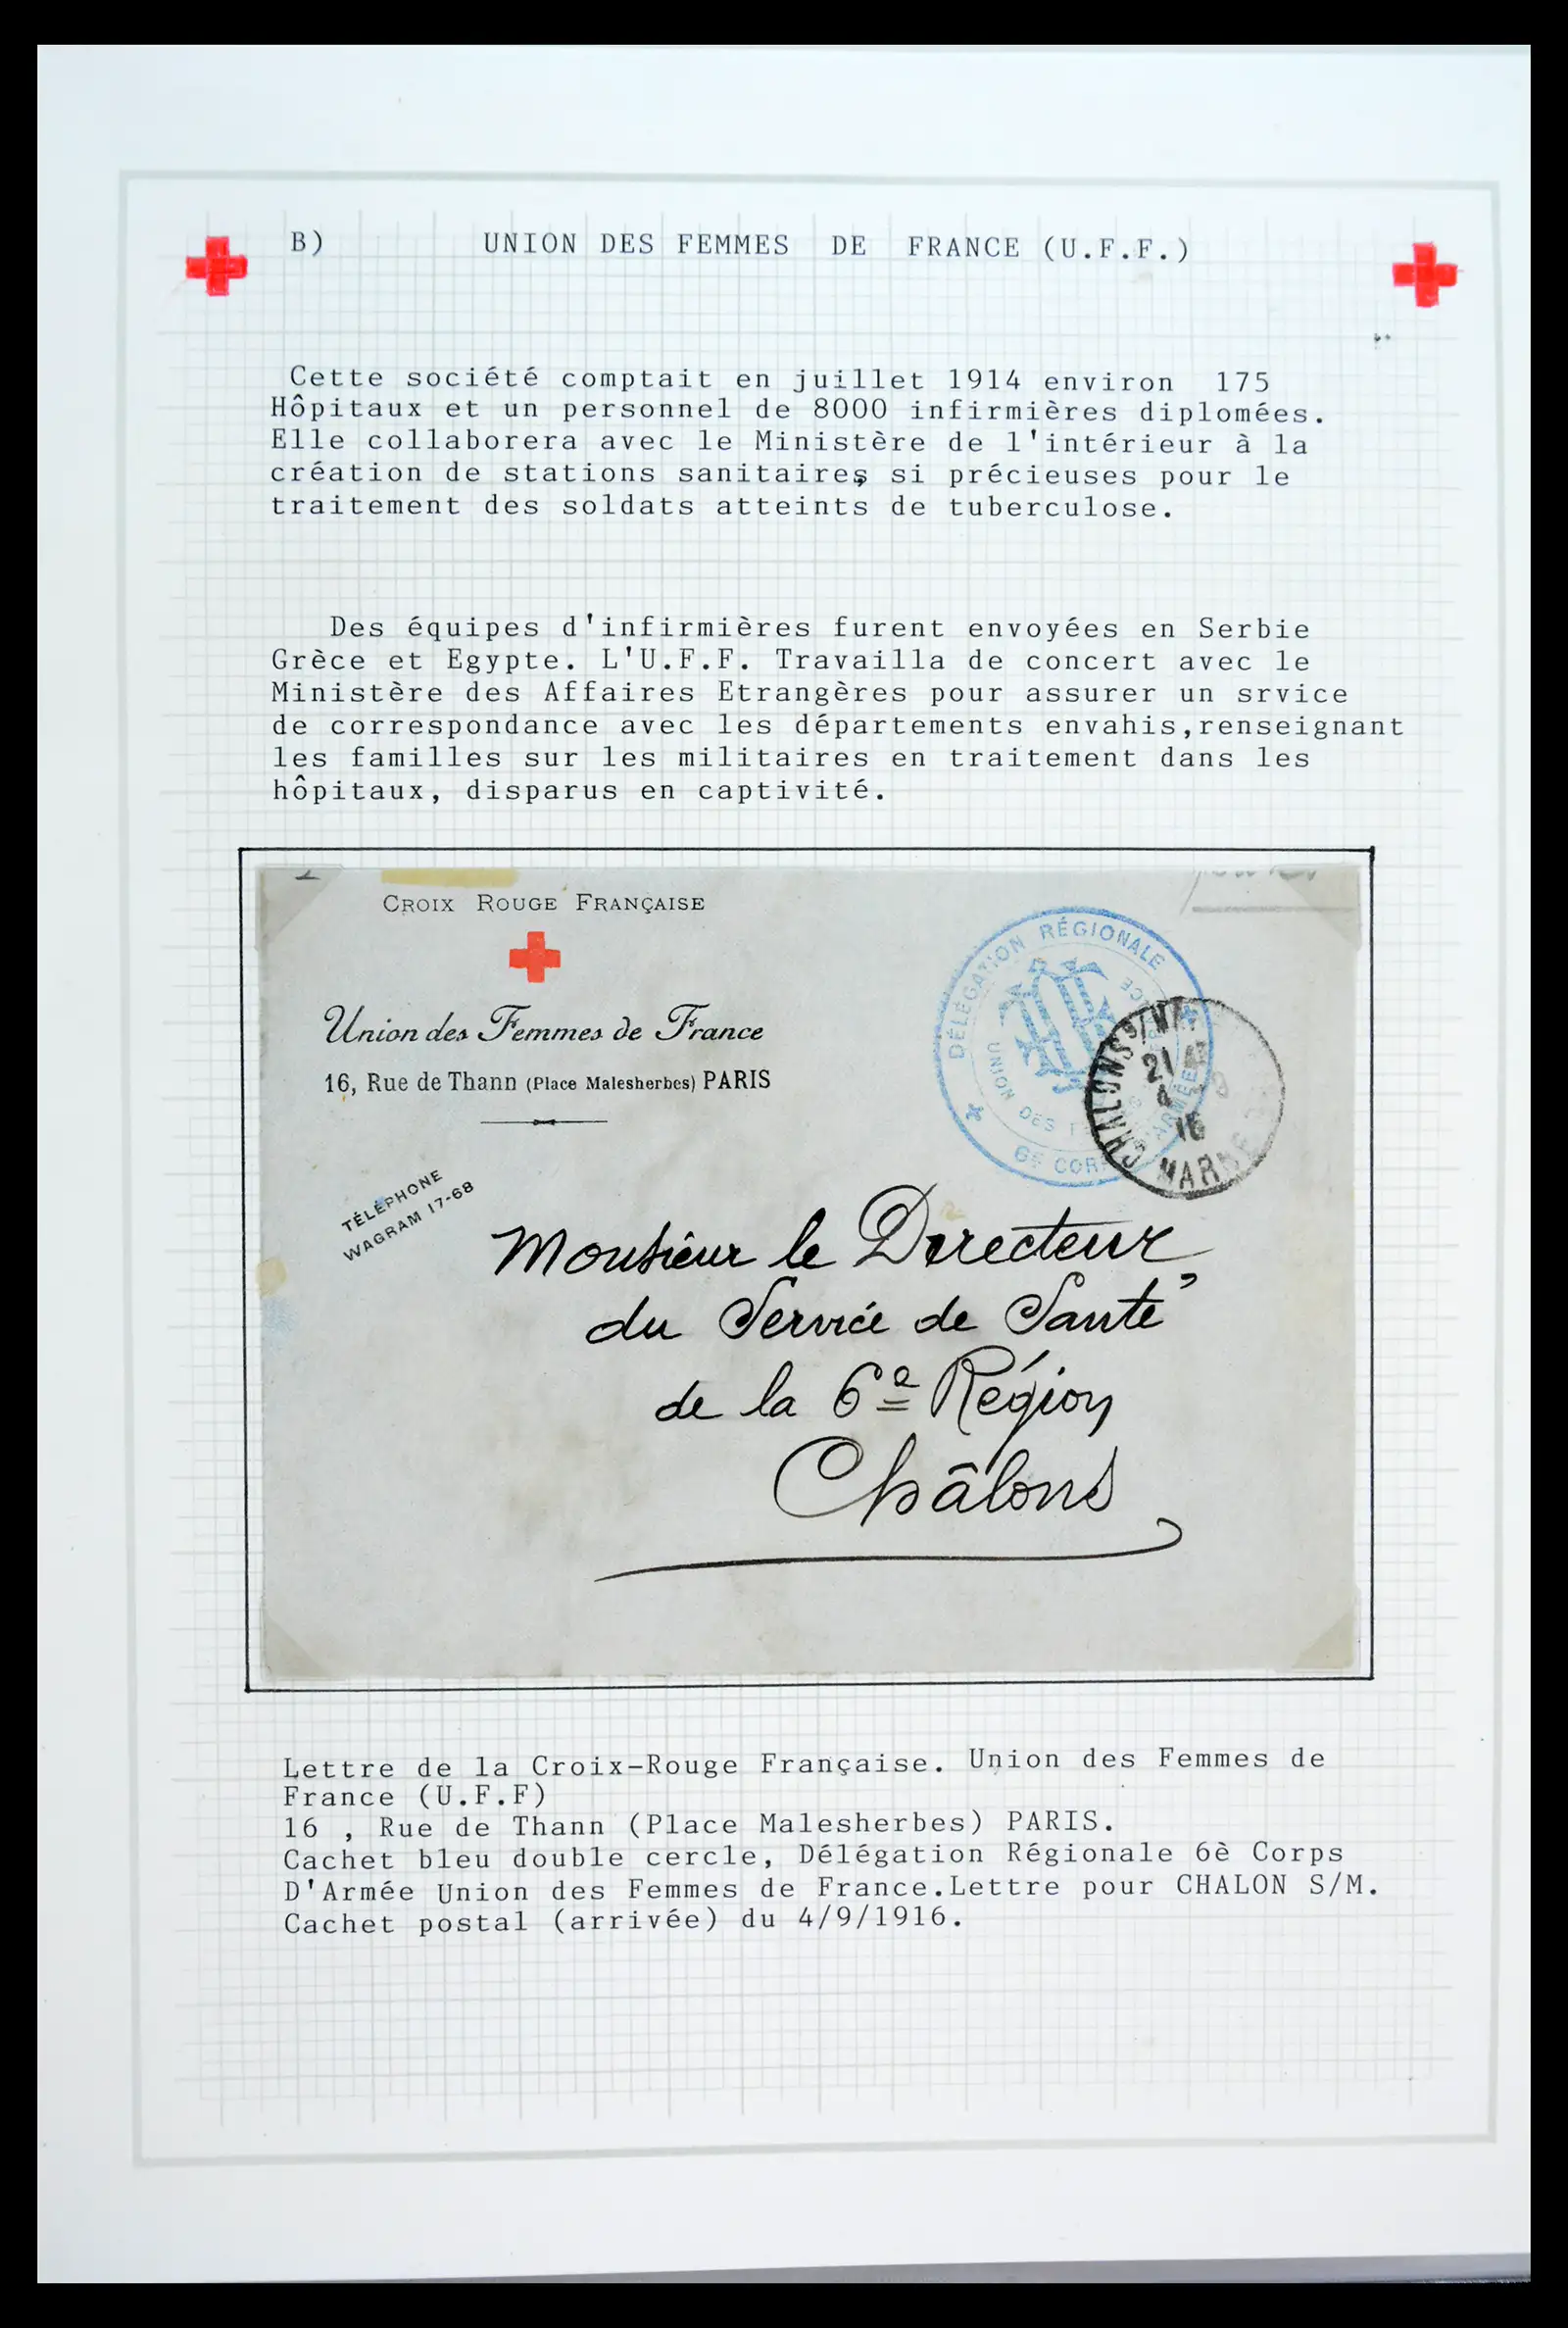 B) UNION DES FEMMES DE FRANCE (U.F.F.)
Cette société comptait en juillet 1914 environ 175
Hôpitaux et un personnel de 8000 infirmières diplomées.
Elle collaborera avec le Ministère de l'intérieur à la
création de stations sanitaires si précieuses pour le
traitement des soldats atteints de tuberculose.
Des équipes d'infirmières furent envoyées en Serbie
Grèce et Egypte. L'U.F.F. Travailla de concert avec le
Ministère des Affaires Etrangères pour assurer un srvice
de correspondance avec les départements envahis,renseignant
les familles sur les militaires en traitement dans les
hôpitaux, disparus en captivité.
CROIX ROUGE FRANÇAISE
Union des Femmes de France
16, Rue de Thann (Place Malesherbes) PARIS
TÉLÉPHONE
WAGRAM 17-68
DÉLÉGATION RÉGIONALE
6E CORPS ARMÉE
UNION DES
CHALONS S/MARNE
21
4 9
16
MARNE
Monsieur le Directeur
du Service de Santé
de la 6e Région
Châlons
Lettre de la Croix-Rouge Française. Union des Femmes de
France (U.F.F)
16 , Rue de Thann (Place Malesherbes) PARIS.
Cachet bleu double cercle, Délégation Régionale 6è Corps
D'Armée Union des Femmes de France.Lettre pour CHALON S/M.
Cachet postal (arrivée) du 4/9/1916.